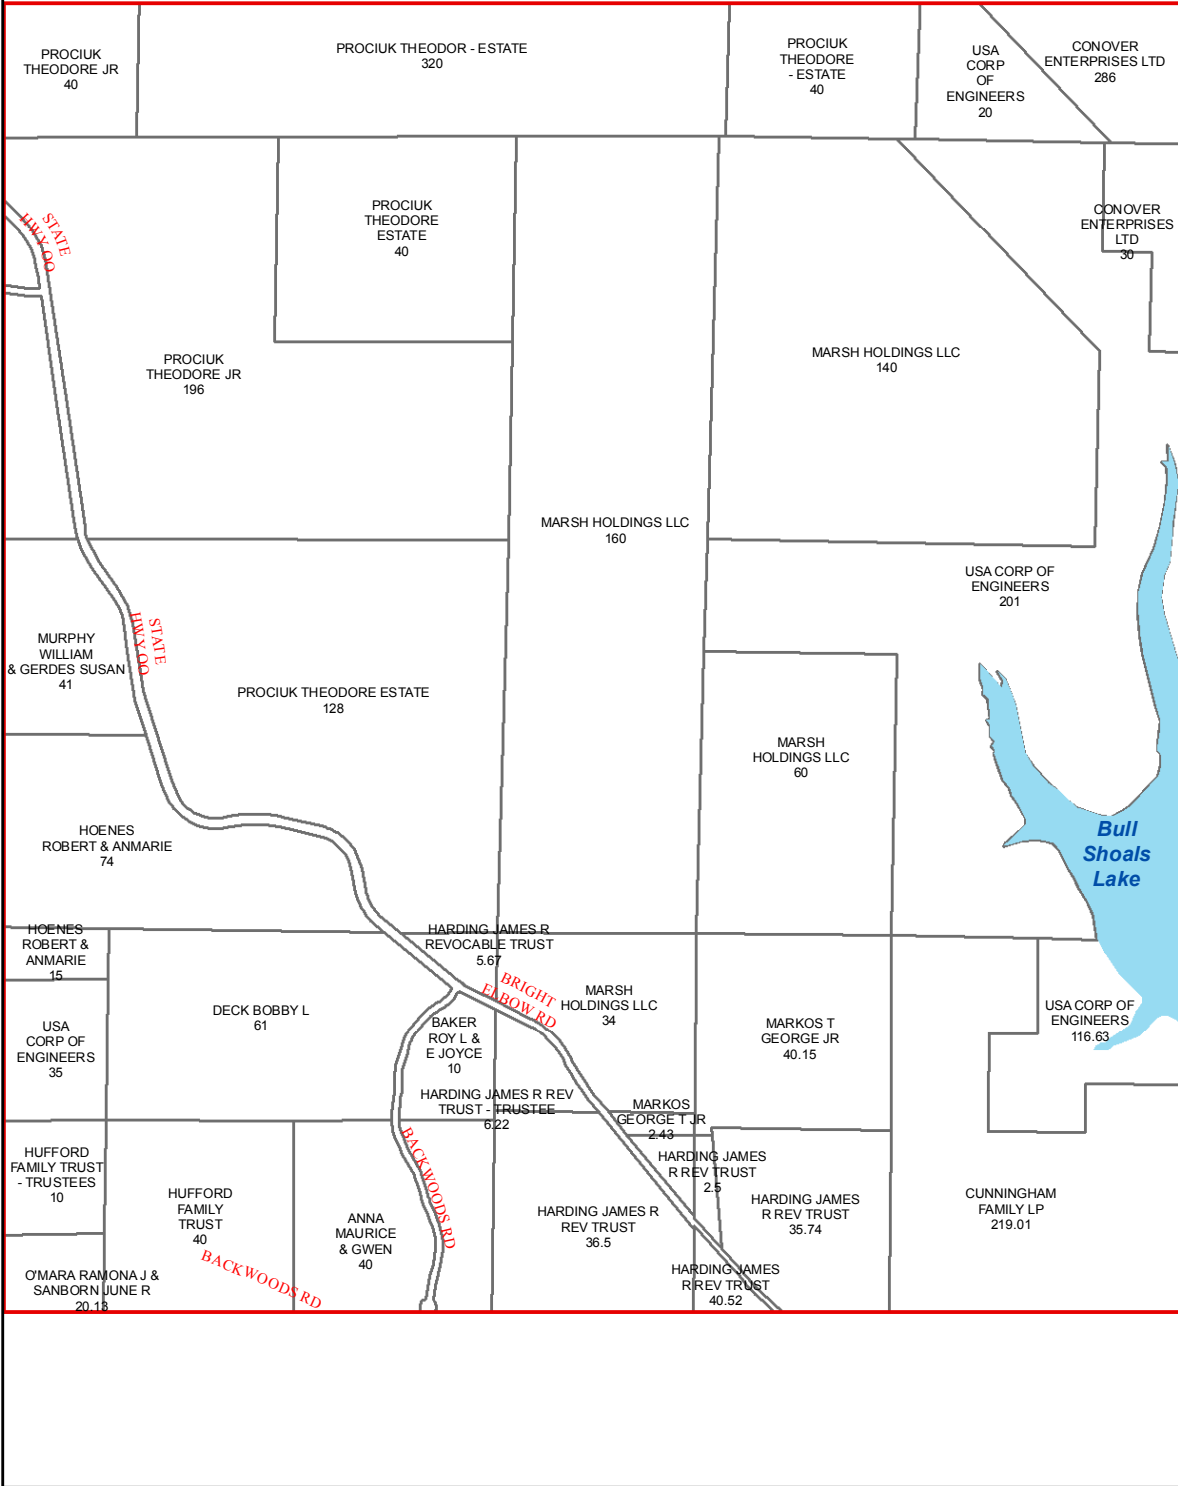 PROCIUK
THEODORE JR
40
PROCIUK THEODOR - ESTATE
320
PROCIUK
THEODORE
- ESTATE
40
USA
CORP
OF
ENGINEERS
20
CONOVER
ENTERPRISES LTD
286
STATE
HWY OO
PROCIUK
THEODORE
ESTATE
40
CONOVER
ENTERPRISES
LTD
30
PROCIUK
THEODORE JR
196
MARSH HOLDINGS LLC
140
MARSH HOLDINGS LLC
160
USA CORP OF
ENGINEERS
201
MURPHY
WILLIAM
& GERDES SUSAN
41
STATE
HWY OO
PROCIUK THEODORE ESTATE
128
MARSH
HOLDINGS LLC
60
HOENES
ROBERT & ANMARIE
74
Bull
Shoals
Lake
HOENES
ROBERT &
ANMARIE
15
HARDING JAMES R
REVOCABLE TRUST
5.67
BRIGHT
ELBOW RD
MARSH
HOLDINGS LLC
34
DECK BOBBY L
61
USA
CORP OF
ENGINEERS
35
BAKER
ROY L &
E JOYCE
10
MARKOS T
GEORGE JR
40.15
USA CORP OF
ENGINEERS
116.63
HARDING JAMES R REV
TRUST - TRUSTEE
6.22
MARKOS
GEORGE T JR
2.43
HUFFORD
FAMILY TRUST
- TRUSTEES
10
HUFFORD
FAMILY
TRUST
40
ANNA
MAURICE
& GWEN
40
BACKWOODS RD
HARDING JAMES
R REV TRUST
2.5
HARDING JAMES R
REV TRUST
36.5
HARDING JAMES
R REV TRUST
35.74
CUNNINGHAM
FAMILY LP
219.01
BACKWOODS RD
O'MARA RAMONA J &
SANBORN JUNE R
20.13
HARDING JAMES
R REV TRUST
40.52